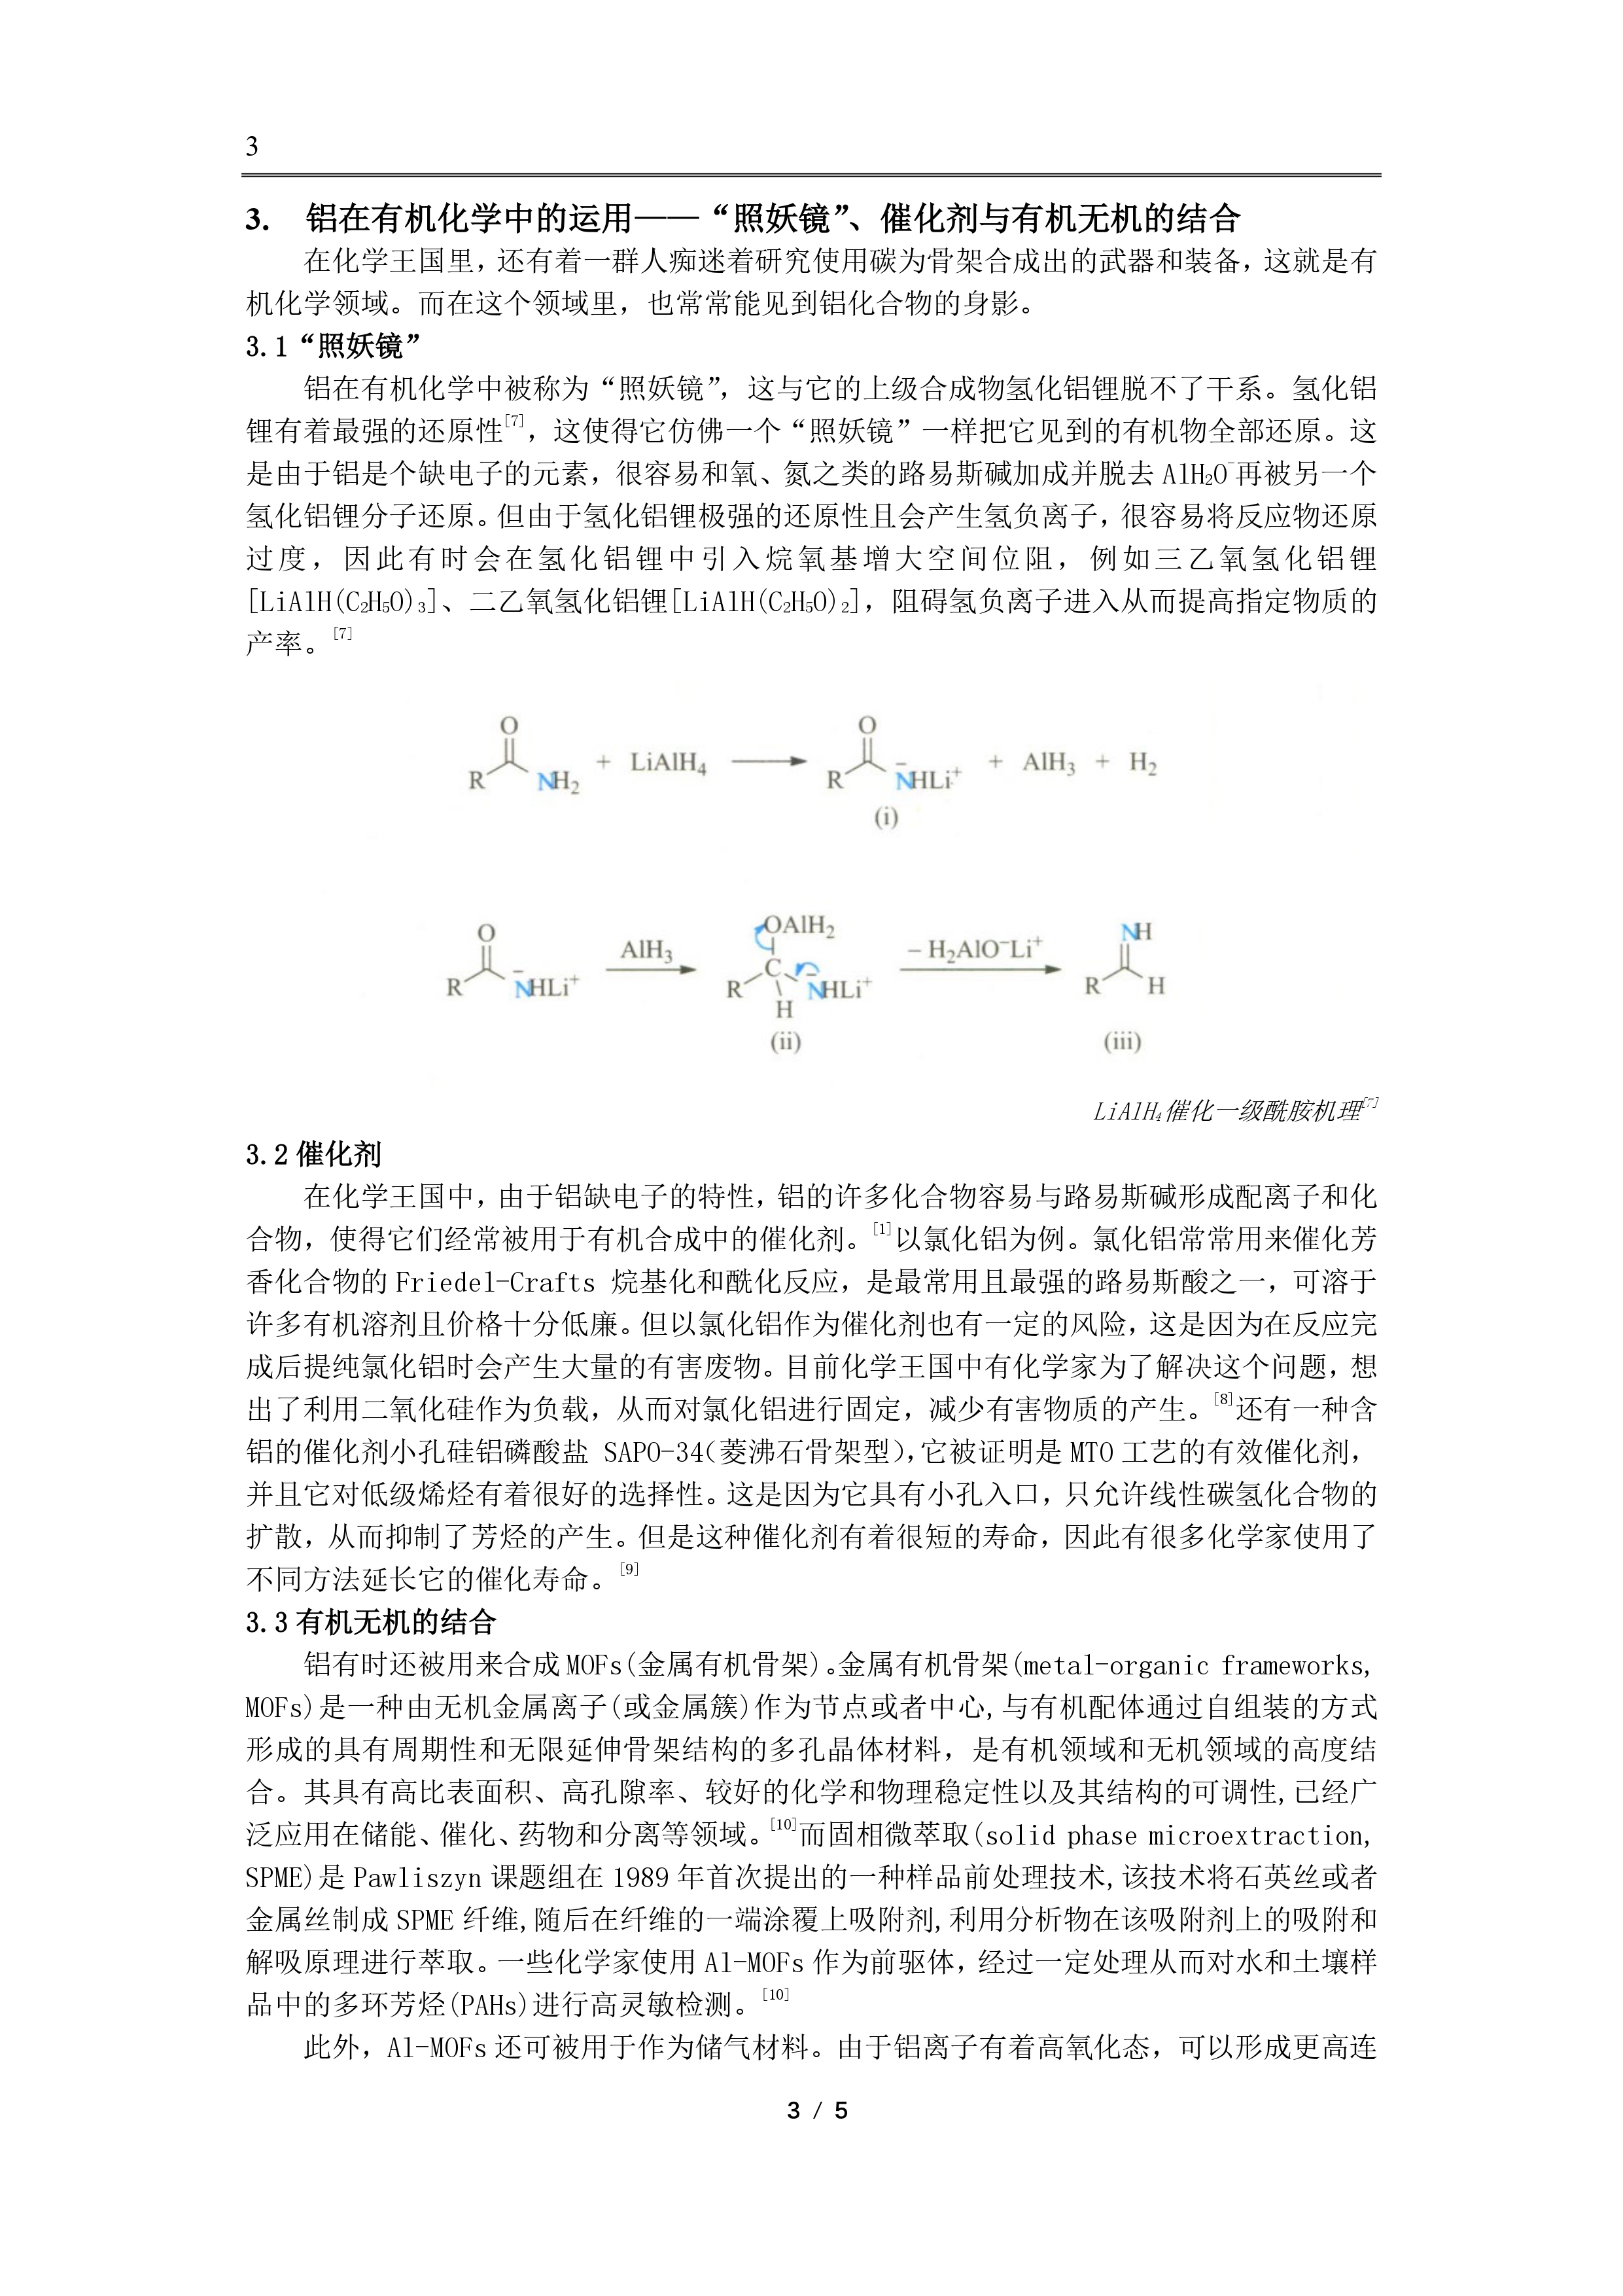 3
3. 铝在有机化学中的运用——“照妖镜”、催化剂与有机无机的结合
在化学王国里，还有着一群人痴迷着研究使用碳为骨架合成出的武器和装备，这就是有
机化学领域。而在这个领域里，也常常能见到铝化合物的身影。
3.1“照妖镜”
铝在有机化学中被称为“照妖镜”，这与它的上级合成物氢化铝锂脱不了干系。氢化铝
锂有着最强的还原性[7]，这使得它仿佛一个“照妖镜”一样把它见到的有机物全部还原。这
是由于铝是个缺电子的元素，很容易和氧、氮之类的路易斯碱加成并脱去 AlH₂O⁻再被另一个
氢化铝锂分子还原。但由于氢化铝锂极强的还原性且会产生氢负离子，很容易将反应物还原
过度，因此有时会在氢化铝锂中引入烷氧基增大空间位阻，例如三乙氧氢化铝锂
[LiAlH(C₂H₅O)₃]、二乙氧氢化铝锂[LiAlH(C₂H₅O)₂]，阻碍氢负离子进入从而提高指定物质的
产率。[7]
O O
R NH₂ + LiAlH₄ R N̄HLi⁺ + AlH₃ + H₂
(i)
O AlH₃ OAlH₂ − H₂AlO⁻Li⁺ NH
R N̄HLi⁺ R C N̄HLi⁺ R H
H
(ii) (iii)
LiAlH₄催化一级酰胺机理[7]
3.2 催化剂
在化学王国中，由于铝缺电子的特性，铝的许多化合物容易与路易斯碱形成配离子和化
合物，使得它们经常被用于有机合成中的催化剂。[1]以氯化铝为例。氯化铝常常用来催化芳
香化合物的 Friedel-Crafts 烷基化和酰化反应，是最常用且最强的路易斯酸之一，可溶于
许多有机溶剂且价格十分低廉。但以氯化铝作为催化剂也有一定的风险，这是因为在反应完
成后提纯氯化铝时会产生大量的有害废物。目前化学王国中有化学家为了解决这个问题，想
出了利用二氧化硅作为负载，从而对氯化铝进行固定，减少有害物质的产生。[8]还有一种含
铝的催化剂小孔硅铝磷酸盐 SAPO-34(菱沸石骨架型)，它被证明是 MTO 工艺的有效催化剂，
并且它对低级烯烃有着很好的选择性。这是因为它具有小孔入口，只允许线性碳氢化合物的
扩散，从而抑制了芳烃的产生。但是这种催化剂有着很短的寿命，因此有很多化学家使用了
不同方法延长它的催化寿命。[9]
3.3 有机无机的结合
铝有时还被用来合成 MOFs(金属有机骨架)。金属有机骨架(metal-organic frameworks,
MOFs)是一种由无机金属离子(或金属簇)作为节点或者中心,与有机配体通过自组装的方式
形成的具有周期性和无限延伸骨架结构的多孔晶体材料，是有机领域和无机领域的高度结
合。其具有高比表面积、高孔隙率、较好的化学和物理稳定性以及其结构的可调性,已经广
泛应用在储能、催化、药物和分离等领域。[10]而固相微萃取(solid phase microextraction,
SPME)是 Pawliszyn 课题组在 1989 年首次提出的一种样品前处理技术,该技术将石英丝或者
金属丝制成 SPME 纤维,随后在纤维的一端涂覆上吸附剂,利用分析物在该吸附剂上的吸附和
解吸原理进行萃取。一些化学家使用 Al-MOFs 作为前驱体，经过一定处理从而对水和土壤样
品中的多环芳烃(PAHs)进行高灵敏检测。[10]
此外，Al-MOFs 还可被用于作为储气材料。由于铝离子有着高氧化态，可以形成更高连
3 / 5